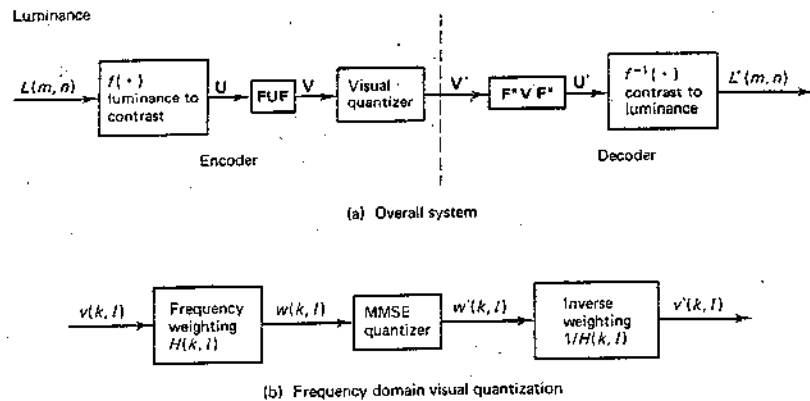 Luminance
L(m, n)
f( • )
luminance to
contrast
U
FUF
V
Visual
quantizer
V˙
F*V˙F*
U˙
f⁻¹( • )
contrast to
luminance
L˙(m, n)
Encoder
Decoder
(a) Overall system
v(k, l)
Frequency
weighting
H(k, l)
w(k, l)
MMSE
quantizer
w˙(k, l)
Inverse
weighting
1/H(k, l)
v˙(k, l)
(b) Frequency domain visual quantization